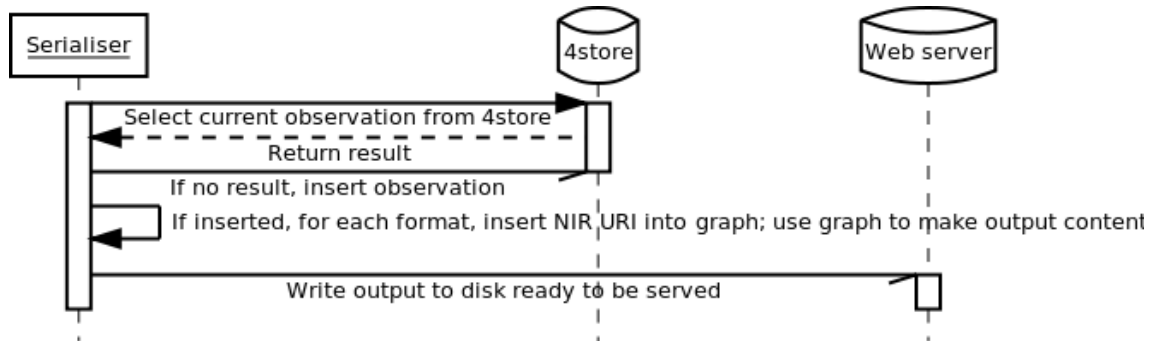 Serialiser
4store
Web server
Select current observation from 4store
Return result
If no result, insert observation
If inserted, for each format, insert NIR URI into graph; use graph to make output content
Write output to disk ready to be served